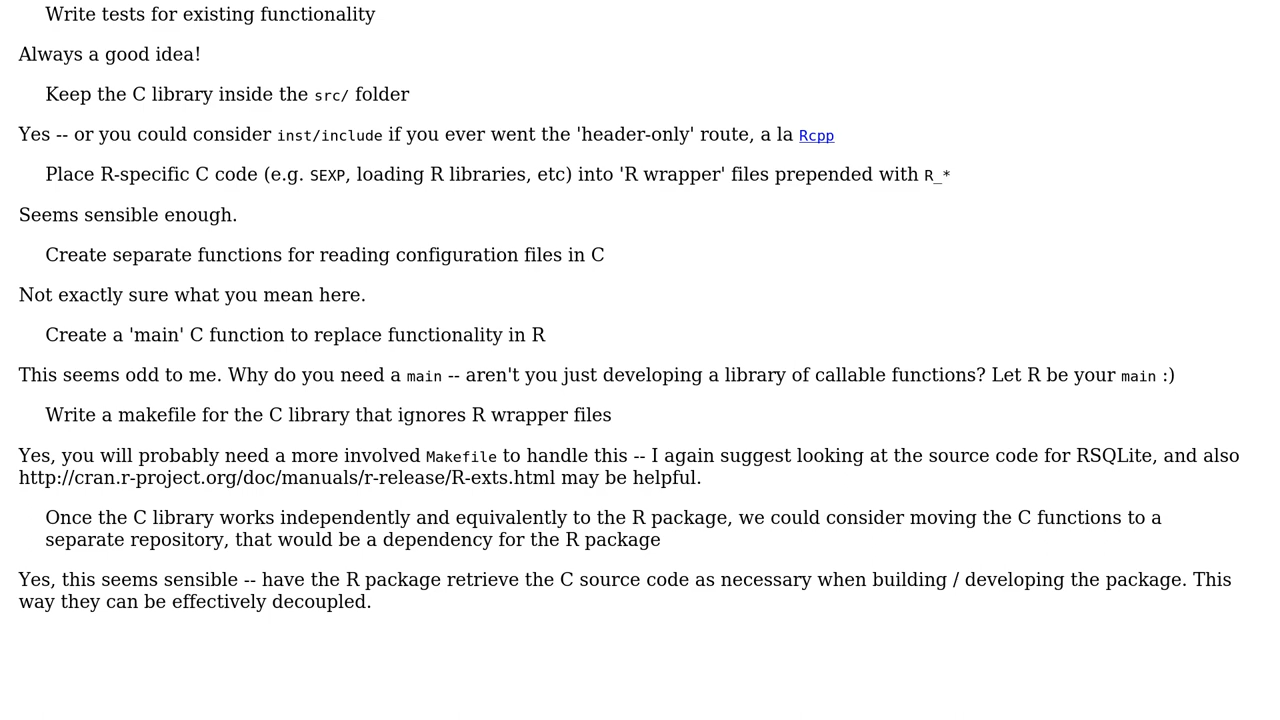 Write tests for existing functionality
Always a good idea!
Keep the C library inside the src/ folder
Yes -- or you could consider inst/include if you ever went the 'header-only' route, a la Rcpp
Place R-specific C code (e.g. SEXP, loading R libraries, etc) into 'R wrapper' files prepended with R_*
Seems sensible enough.
Create separate functions for reading configuration files in C
Not exactly sure what you mean here.
Create a 'main' C function to replace functionality in R
This seems odd to me. Why do you need a main -- aren't you just developing a library of callable functions? Let R be your main :)
Write a makefile for the C library that ignores R wrapper files
Yes, you will probably need a more involved Makefile to handle this -- I again suggest looking at the source code for RSQLite, and also
http://cran.r-project.org/doc/manuals/r-release/R-exts.html may be helpful.
Once the C library works independently and equivalently to the R package, we could consider moving the C functions to a
separate repository, that would be a dependency for the R package
Yes, this seems sensible -- have the R package retrieve the C source code as necessary when building / developing the package. This
way they can be effectively decoupled.